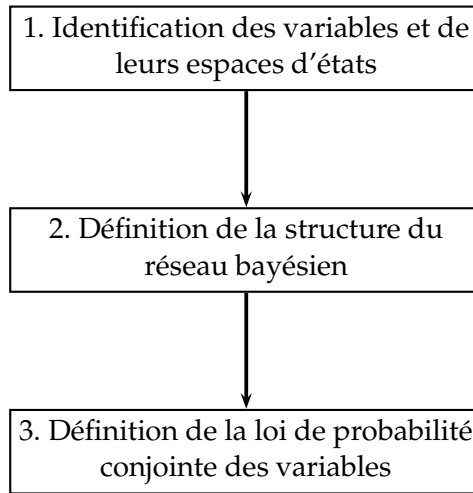 1. Identification des variables et de
leurs espaces d’états
2. Définition de la structure du
réseau bayésien
3. Définition de la loi de probabilité
conjointe des variables